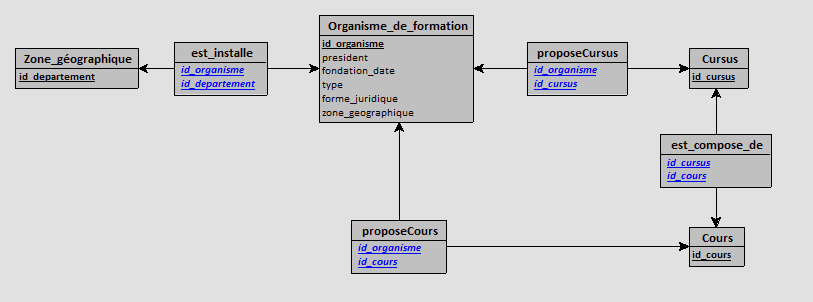 Zone_géographique
id_departement
est_installe
id_organisme
id_departement
Organisme_de_formation
id_organisme
president
fondation_date
type
forme_juridique
zone_geographique
proposeCursus
id_organisme
id_cursus
Cursus
id_cursus
est_compose_de
id_cursus
id_cours
proposeCours
id_organisme
id_cours
Cours
id_cours